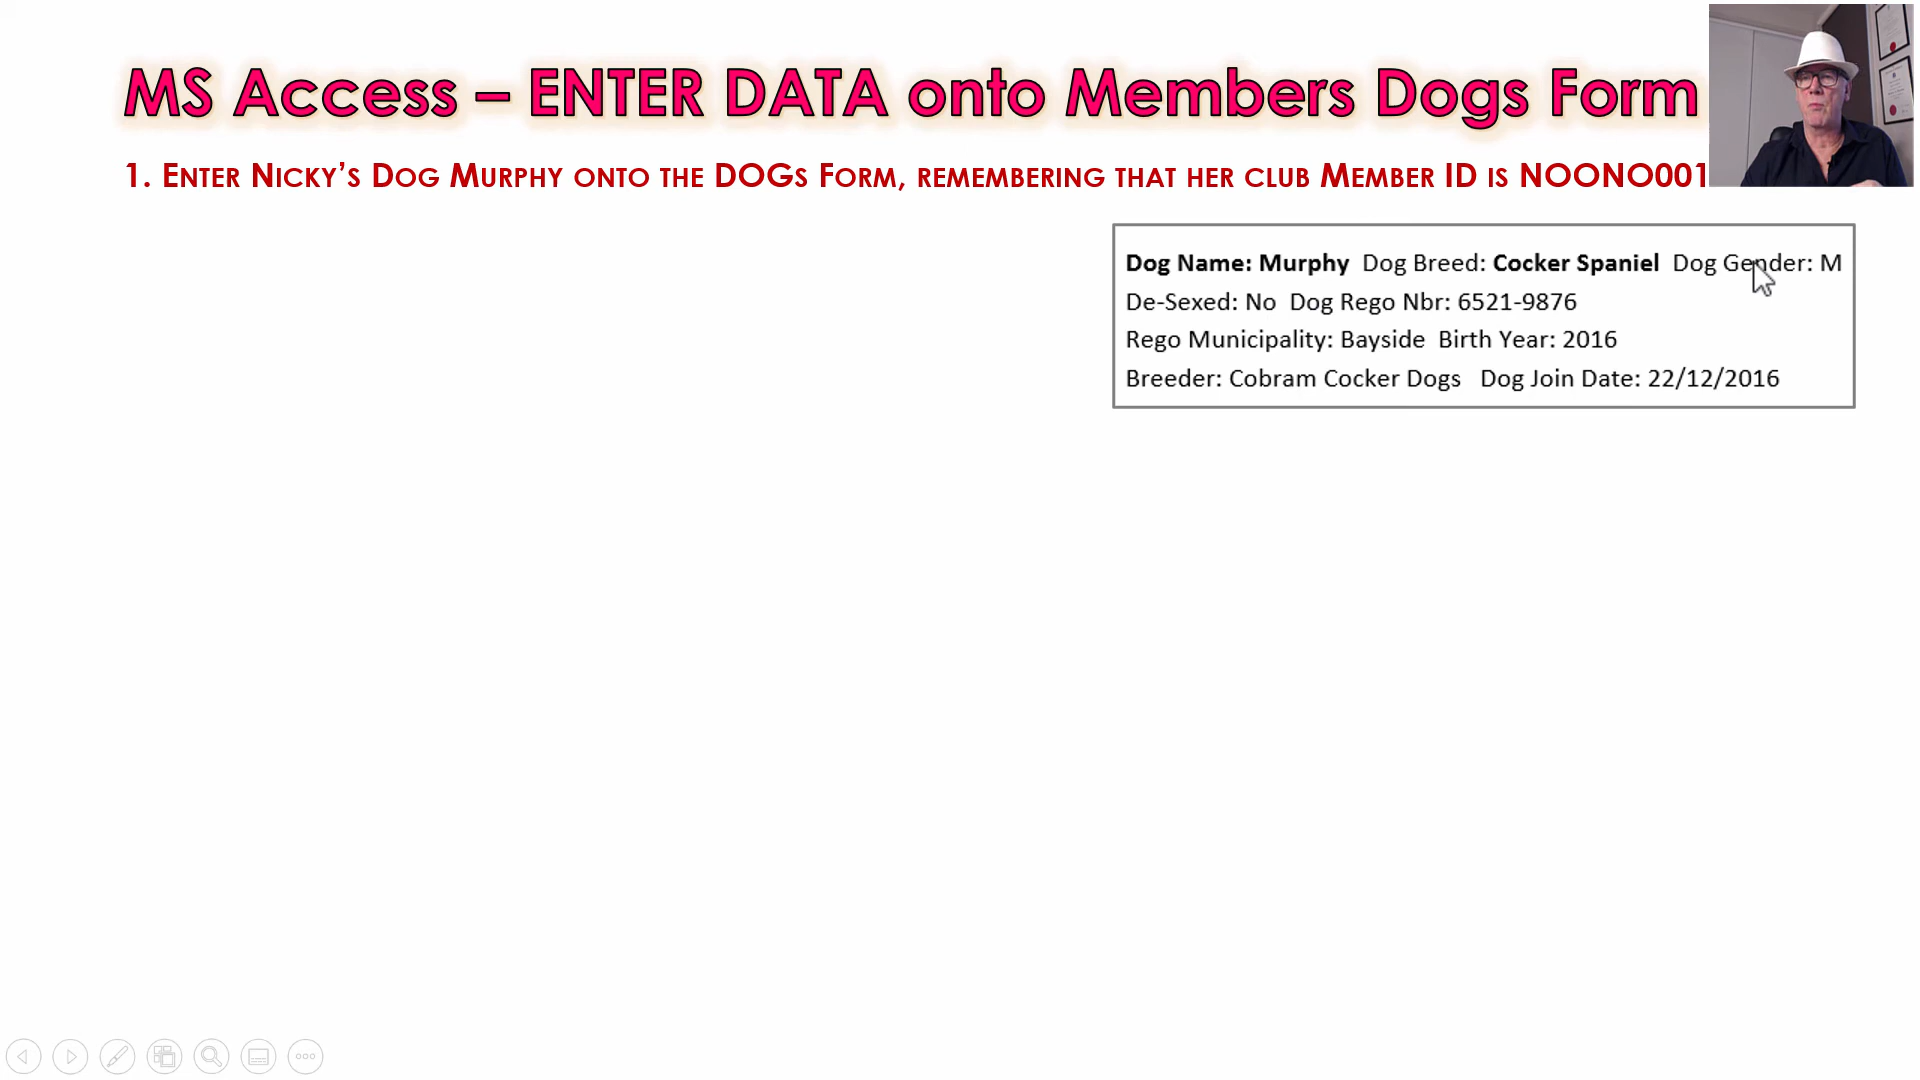 MS Access – ENTER DATA onto Members Dogs Form
1. Enter Nicky’s Dog Murphy onto the DOGs Form, remembering that her club Member ID is NOONO001
Dog Name: Murphy Dog Breed: Cocker Spaniel Dog Gender: M
De-Sexed: No Dog Rego Nbr: 6521-9876
Rego Municipality: Bayside Birth Year: 2016
Breeder: Cobram Cocker Dogs Dog Join Date: 22/12/2016